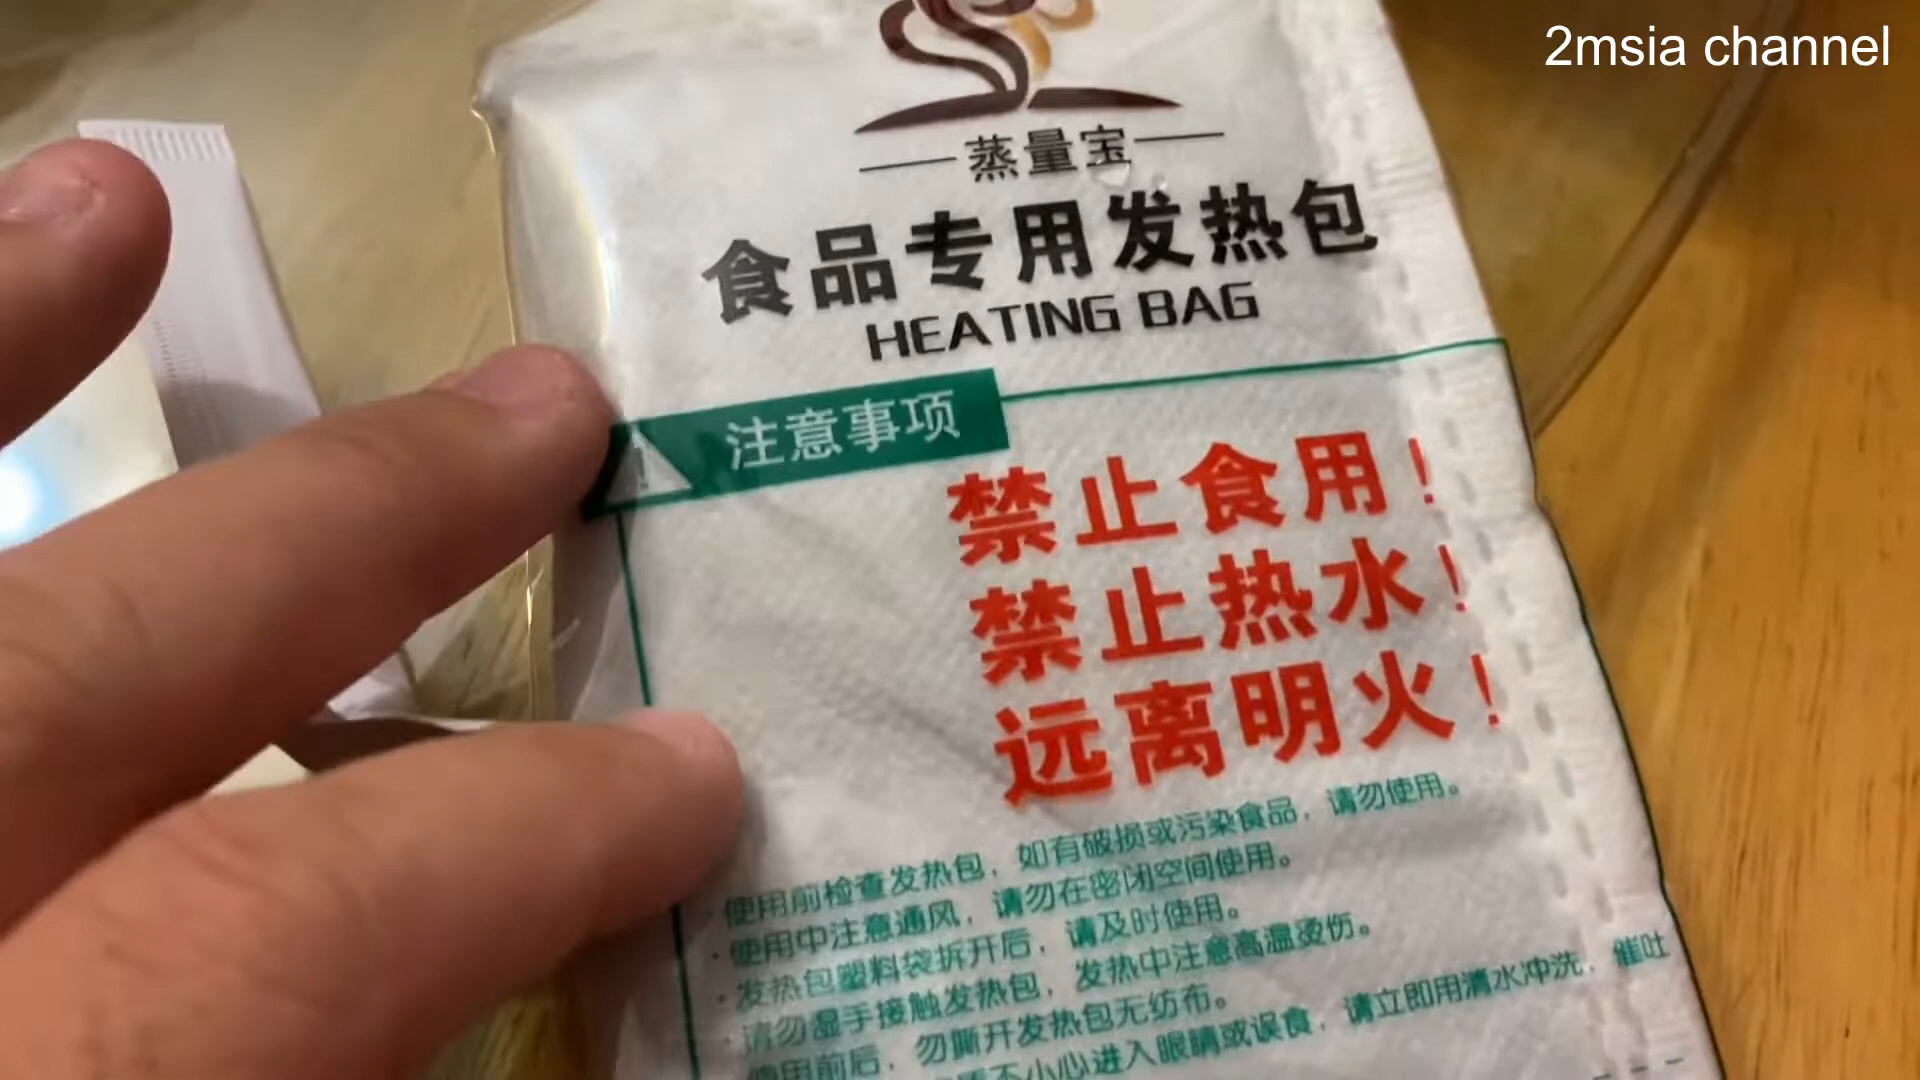 2msia channel
蒸量宝
食品专用发热包
HEATING BAG
注意事项
禁止食用！
禁止热水！
远离明火！
·使用前检查发热包，如有破损或污染食品，请勿使用。
·使用中注意通风，请勿在密闭空间使用。
·发热包塑料袋拆开后，请及时使用。
·请勿湿手接触发热包，发热中注意高温烫伤。
使用前后，勿撕开发热包无纺布。
不小心进入眼睛或误食，请立即用清水冲洗，催吐